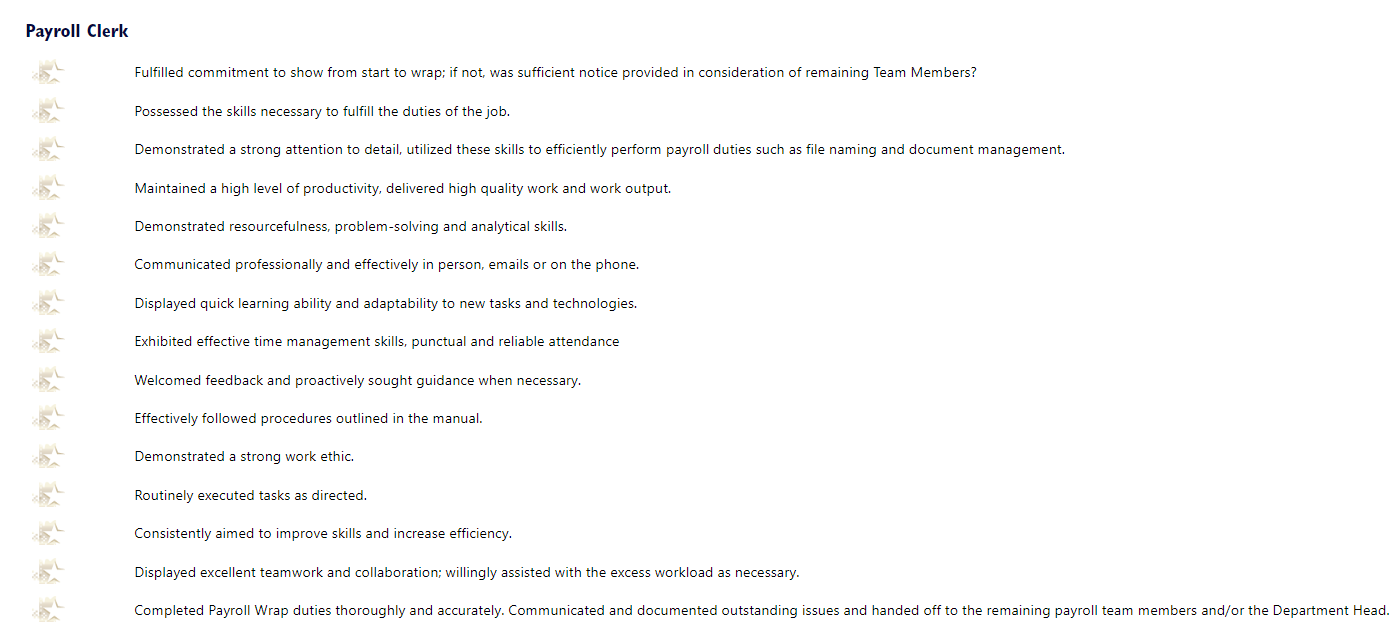 Payroll Clerk
Fulfilled commitment to show from start to wrap; if not, was sufficient notice provided in consideration of remaining Team Members?
Possessed the skills necessary to fulfill the duties of the job.
Demonstrated a strong attention to detail, utilized these skills to efficiently perform payroll duties such as file naming and document management.
Maintained a high level of productivity, delivered high quality work and work output.
Demonstrated resourcefulness, problem-solving and analytical skills.
Communicated professionally and effectively in person, emails or on the phone.
Displayed quick learning ability and adaptability to new tasks and technologies.
Exhibited effective time management skills, punctual and reliable attendance
Welcomed feedback and proactively sought guidance when necessary.
Effectively followed procedures outlined in the manual.
Demonstrated a strong work ethic.
Routinely executed tasks as directed.
Consistently aimed to improve skills and increase efficiency.
Displayed excellent teamwork and collaboration; willingly assisted with the excess workload as necessary.
Completed Payroll Wrap duties thoroughly and accurately. Communicated and documented outstanding issues and handed off to the remaining payroll team members and/or the Department Head.